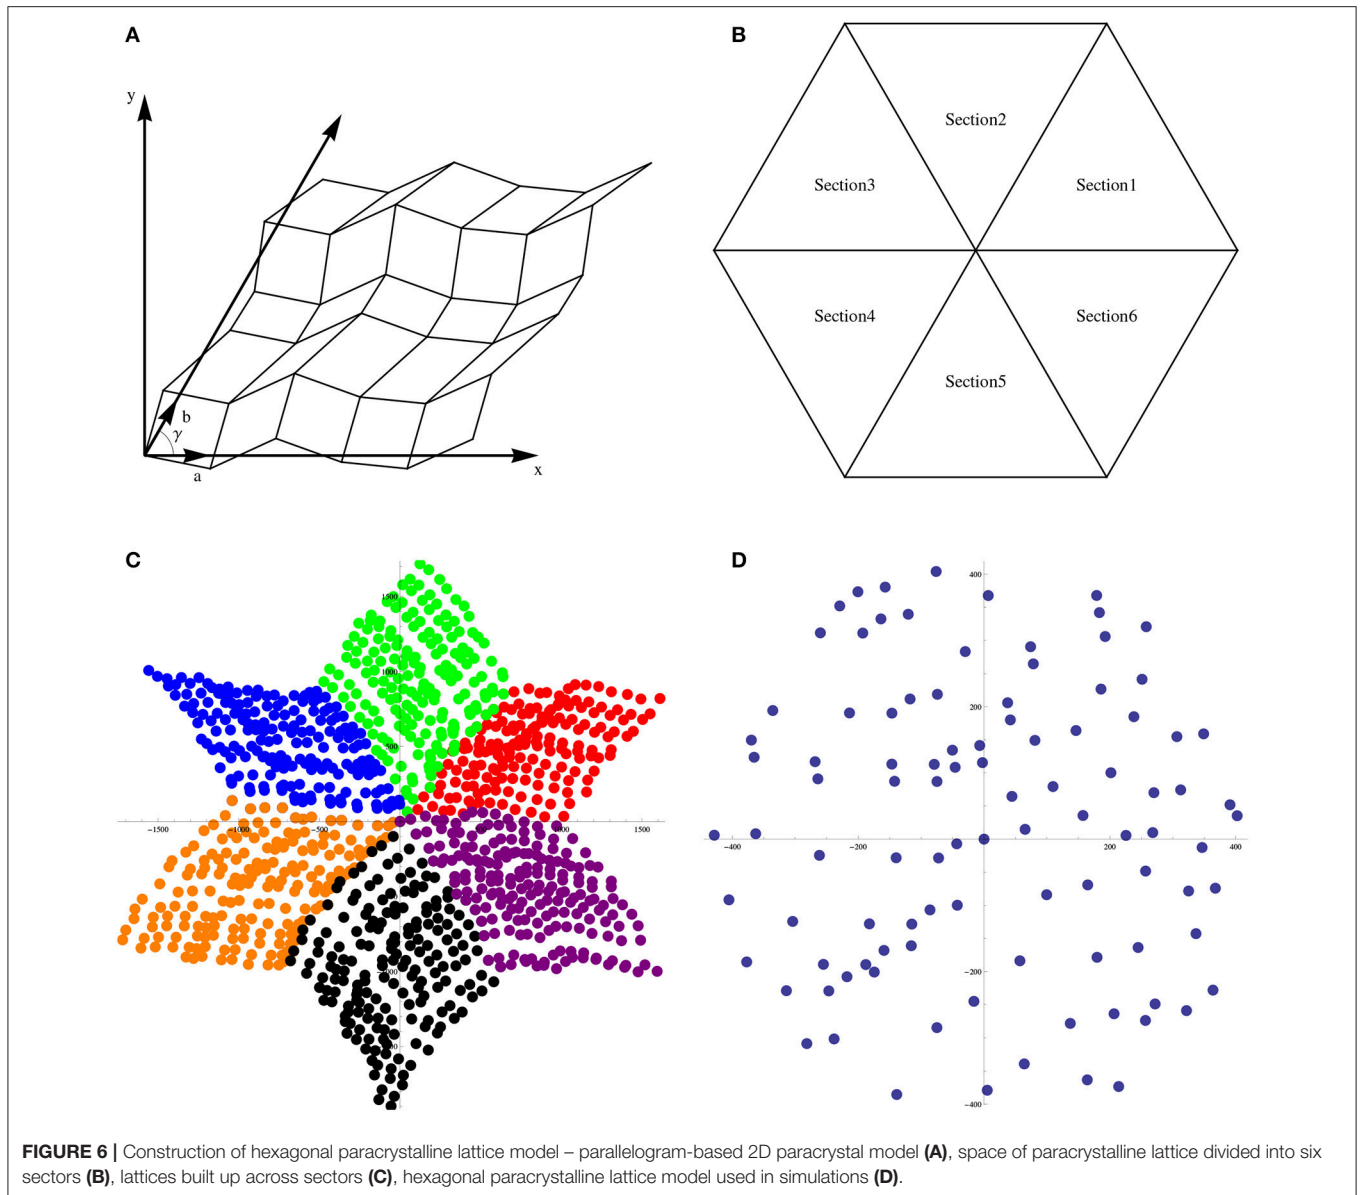 A
B
y
x
b
γ
a
Section2
Section3
Section1
Section4
Section6
Section5
C
D
1500
1000
500
−1500
−1000
−500
1000
1500
400
200
−400
−200
200
400
−200
−400
FIGURE 6 | Construction of hexagonal paracrystalline lattice model – parallelogram-based 2D paracrystal model (A), space of paracrystalline lattice divided into six
sectors (B), lattices built up across sectors (C), hexagonal paracrystalline lattice model used in simulations (D).